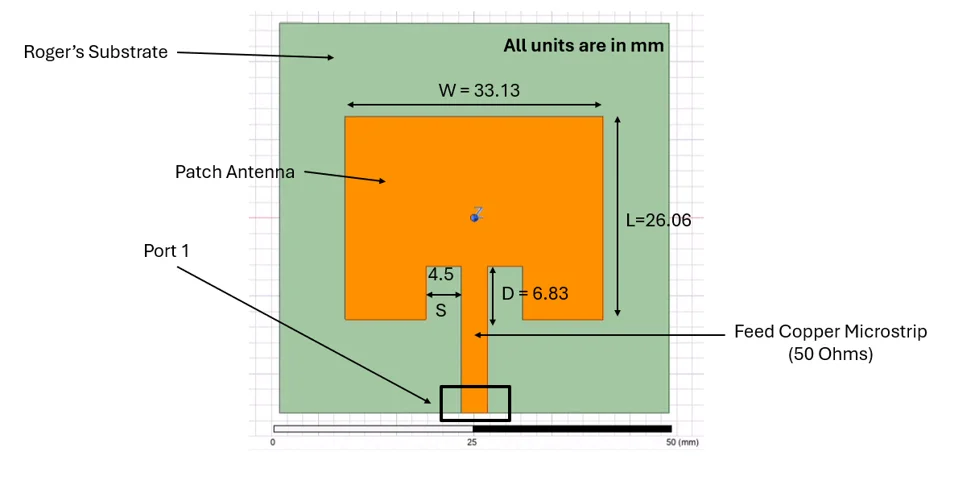 All units are in mm
Roger's Substrate
W = 33.13
Patch Antenna
Z
L=26.06
Port 1
4.5
S
D = 6.83
Feed Copper Microstrip
(50 Ohms)
0
25
50 (mm)